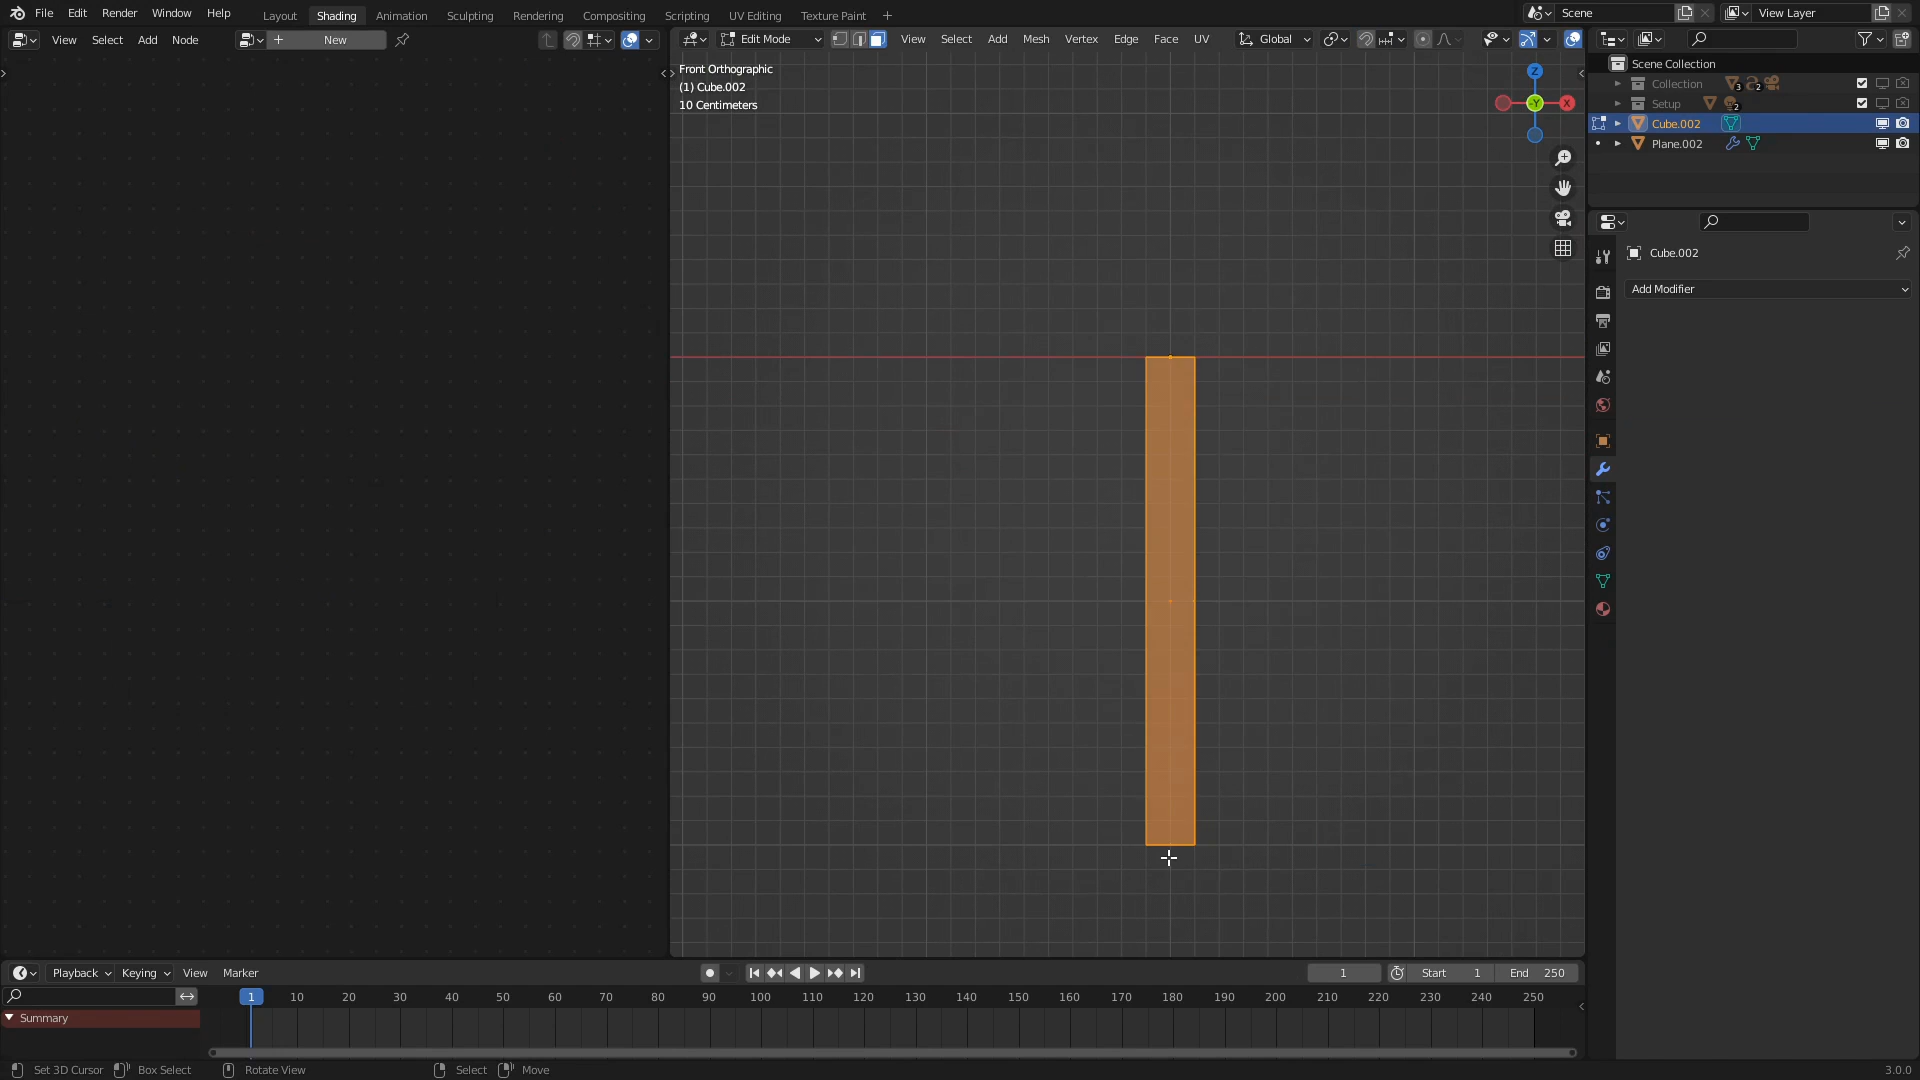 File Edit Render Window Help Layout Shading Animation Sculpting Rendering Compositing Scripting UV Editing Texture Paint + Scene View Layer
View Select Add Node + New Edit Mode View Select Add Mesh Vertex Edge Face UV Global
Front Orthographic
(1) Cube.002
10 Centimeters
Z
-Y
X
Scene Collection
Collection 3 2
Setup 2
Cube.002
Plane.002
Cube.002
Add Modifier
Playback Keying View Marker 1 Start 1 End 250
1 10 20 30 40 50 60 70 80 90 100 110 120 130 140 150 160 170 180 190 200 210 220 230 240 250
Summary
Set 3D Cursor Box Select Rotate View Select Move 3.0.0